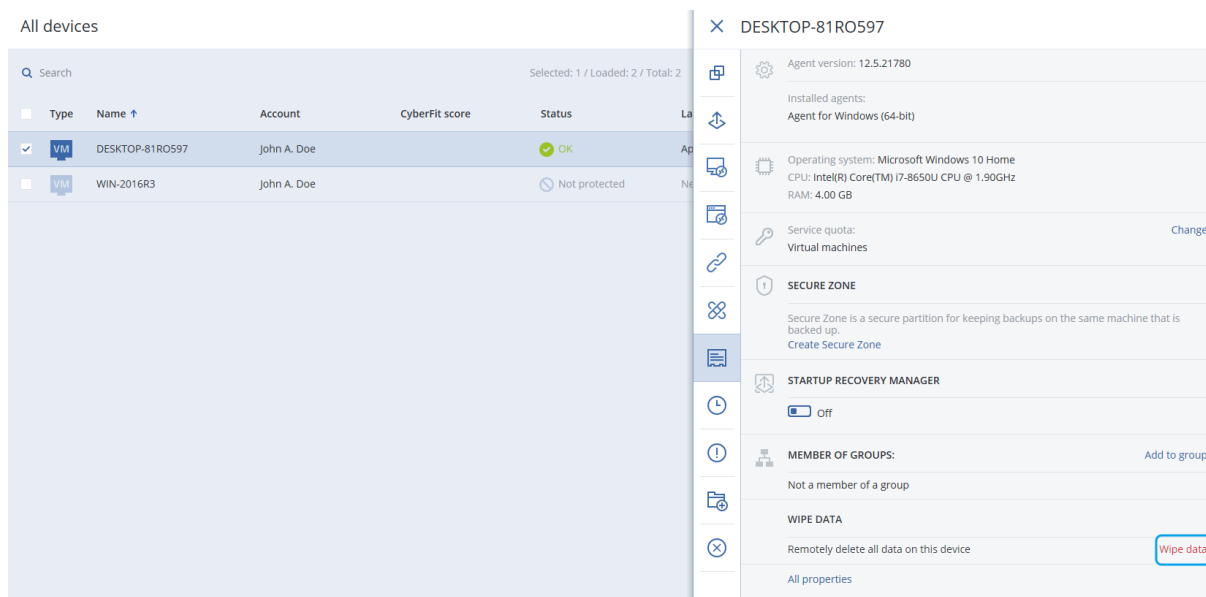 All devices
Search
Selected: 1 / Loaded: 2 / Total: 2
Type Name ↑ Account CyberFit score Status La
VM DESKTOP-81RO597 John A. Doe OK Ap
VM WIN-2016R3 John A. Doe Not protected Ne
DESKTOP-81RO597
Agent version: 12.5.21780
Installed agents:
Agent for Windows (64-bit)
Operating system: Microsoft Windows 10 Home
CPU: Intel(R) Core(TM) i7-8650U CPU @ 1.90GHz
RAM: 4.00 GB
Service quota:
Change
Virtual machines
SECURE ZONE
Secure Zone is a secure partition for keeping backups on the same machine that is
backed up.
Create Secure Zone
STARTUP RECOVERY MANAGER
Off
MEMBER OF GROUPS:
Add to group
Not a member of a group
WIPE DATA
Remotely delete all data on this device
Wipe data
All properties